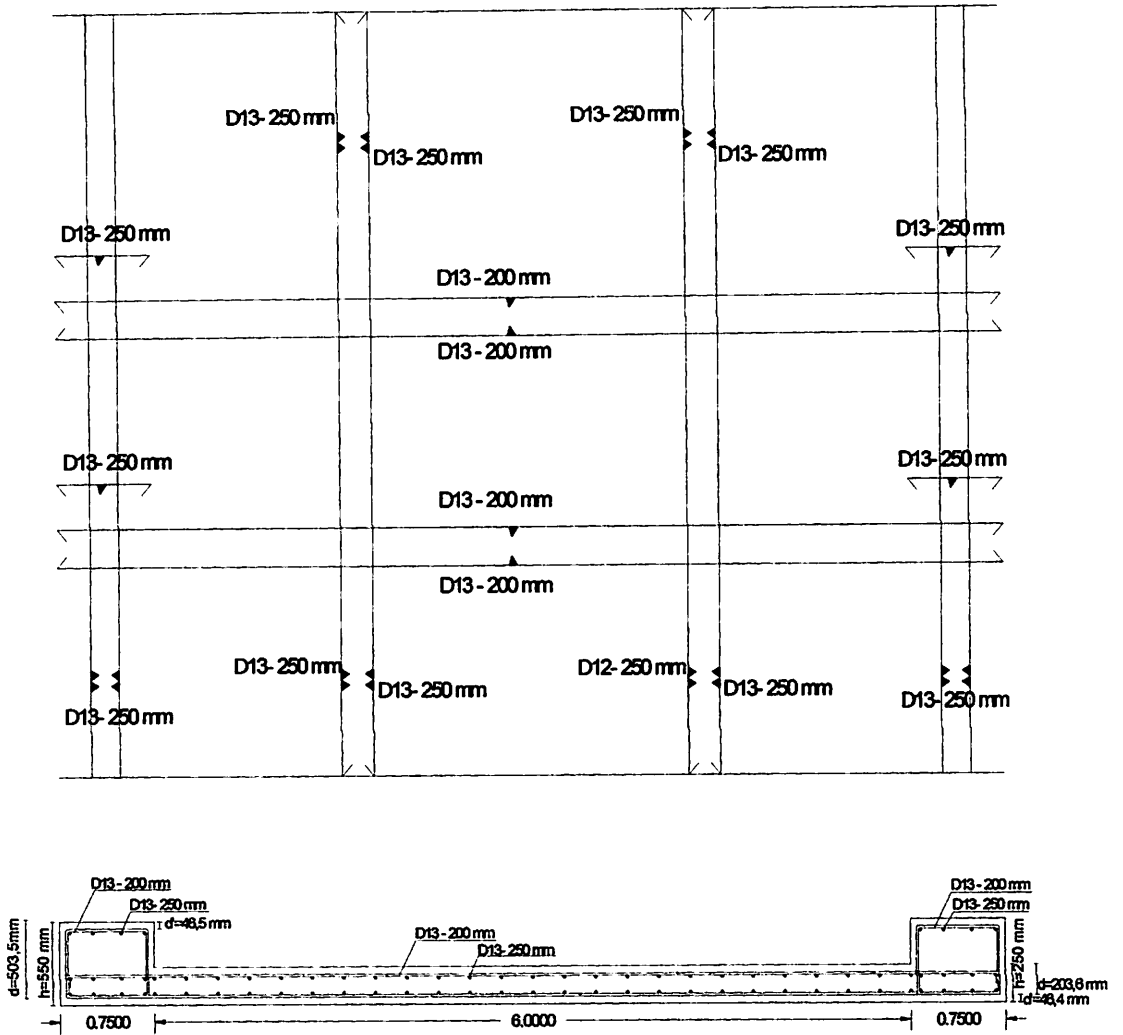 D13- 250 mm
D13- 250 mm
D13- 250 mm
D13- 250 mm
D13- 250 mm
D13- 250 mm
D13 - 200 mm
D13 - 200 mm
D13- 250 mm
D13- 250 mm
D13 - 200 mm
D13 - 200 mm
D13- 250 mm
D13- 250 mm
D12- 250 mm
D13- 250 mm
D13- 250 mm
D13- 250 mm
D13 - 200 mm
D13- 250 mm
d'=46,5 mm
D13 - 200 mm
D13- 250 mm
D13 - 200 mm
D13- 250 mm
d=503,5mm
h=550 mm
h=250 mm
d=203,6 mm
d'=46,4 mm
0.7500
6.0000
0.7500